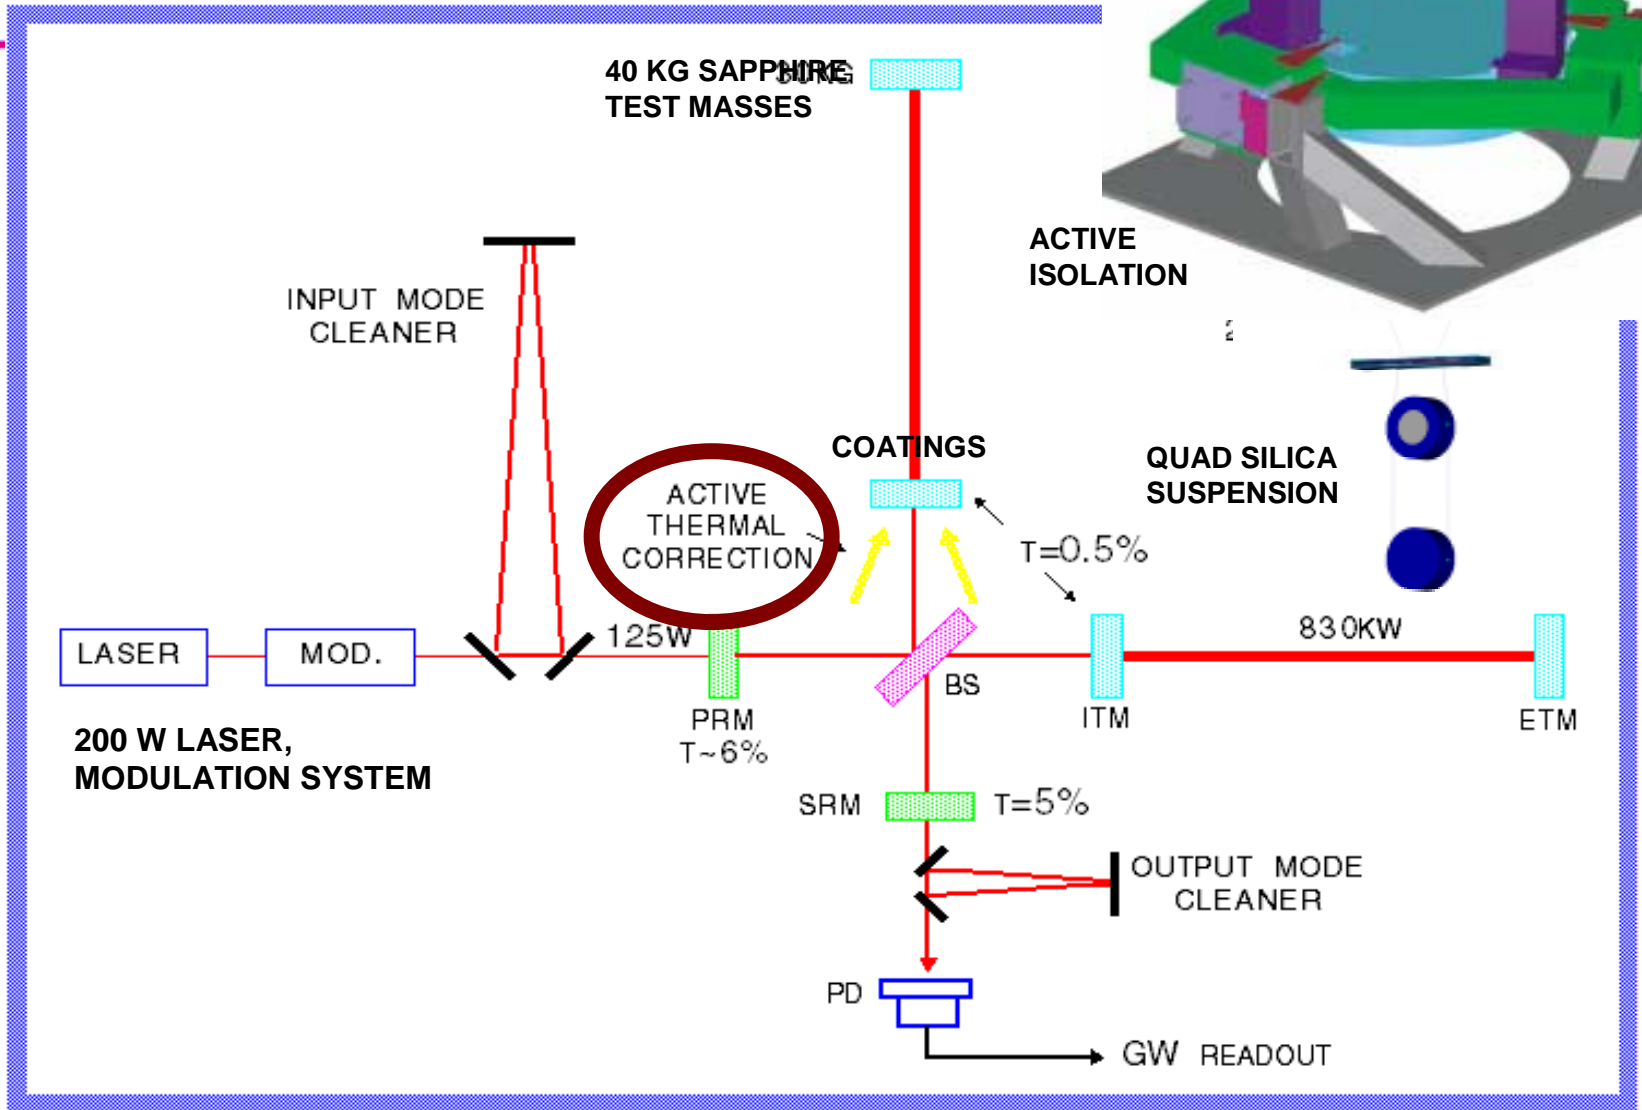 40 KG SAPPHIRE
TEST MASSES
ACTIVE
ISOLATION
INPUT MODE
CLEANER
COATINGS
QUAD SILICA
SUSPENSION
ACTIVE
THERMAL
CORRECTION
T=0.5%
LASER
MOD.
125W
830KW
BS
PRM
T~6%
ITM
ETM
200 W LASER,
MODULATION SYSTEM
SRM
T=5%
OUTPUT MODE
CLEANER
PD
GW READOUT